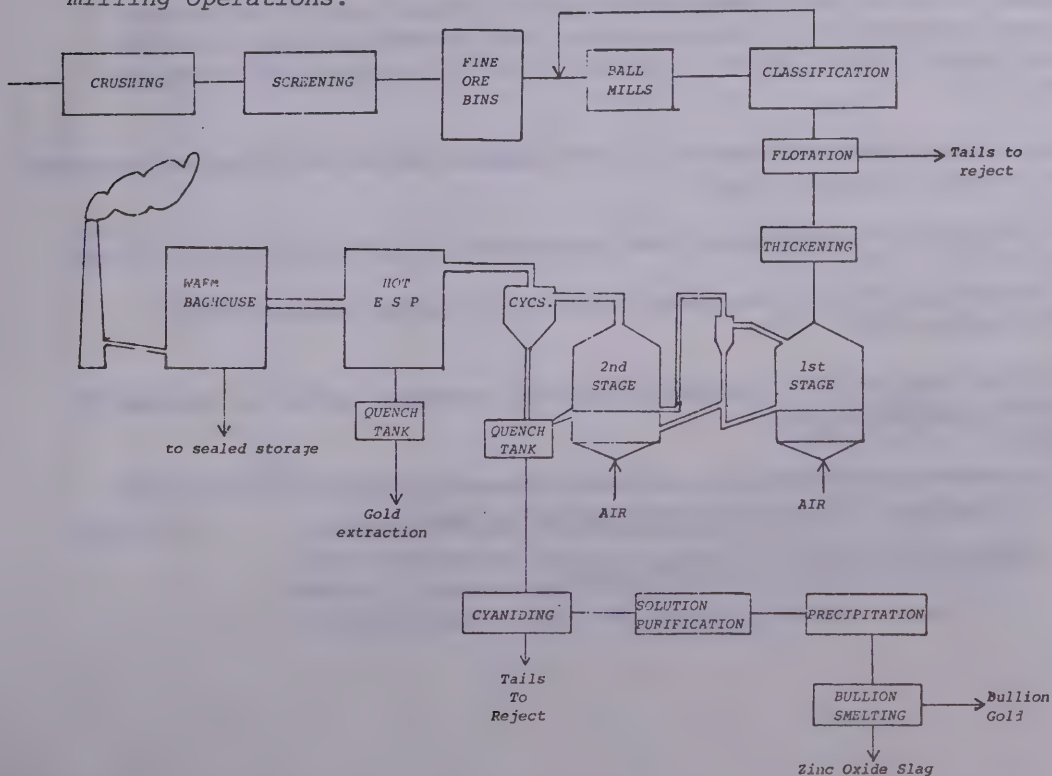 milling operations.
CRUSHING
SCREENING
FINE
ORE
BINS
BALL
MILLS
CLASSIFICATION
FLOTATION
Tails to
reject
THICKENING
WARM
BAGHOUSE
HOT
E S P
CYCS.
2nd
STAGE
1st
STAGE
QUENCH
TANK
QUENCH
TANK
to sealed storage
Gold
extraction
AIR
AIR
CYANIDING
SOLUTION
PURIFICATION
PRECIPITATION
Tails
To
Reject
BULLION
SMELTING
Bullion
Gold
Zinc Oxide Slag